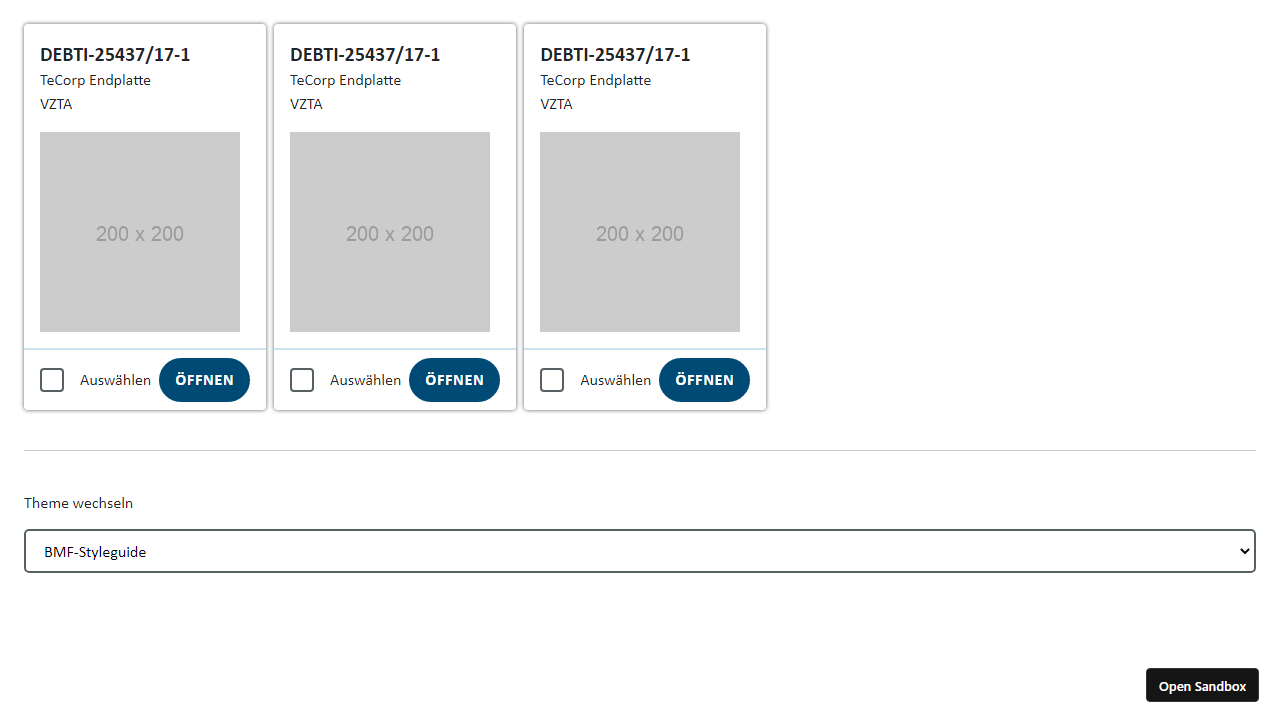 DEBTI-25437/17-1
TeCorp Endplatte
VZTA
200 x 200
Auswählen
ÖFFNEN
DEBTI-25437/17-1
TeCorp Endplatte
VZTA
200 x 200
Auswählen
ÖFFNEN
DEBTI-25437/17-1
TeCorp Endplatte
VZTA
200 x 200
Auswählen
ÖFFNEN
Theme wechseln
BMF-Styleguide
Open Sandbox